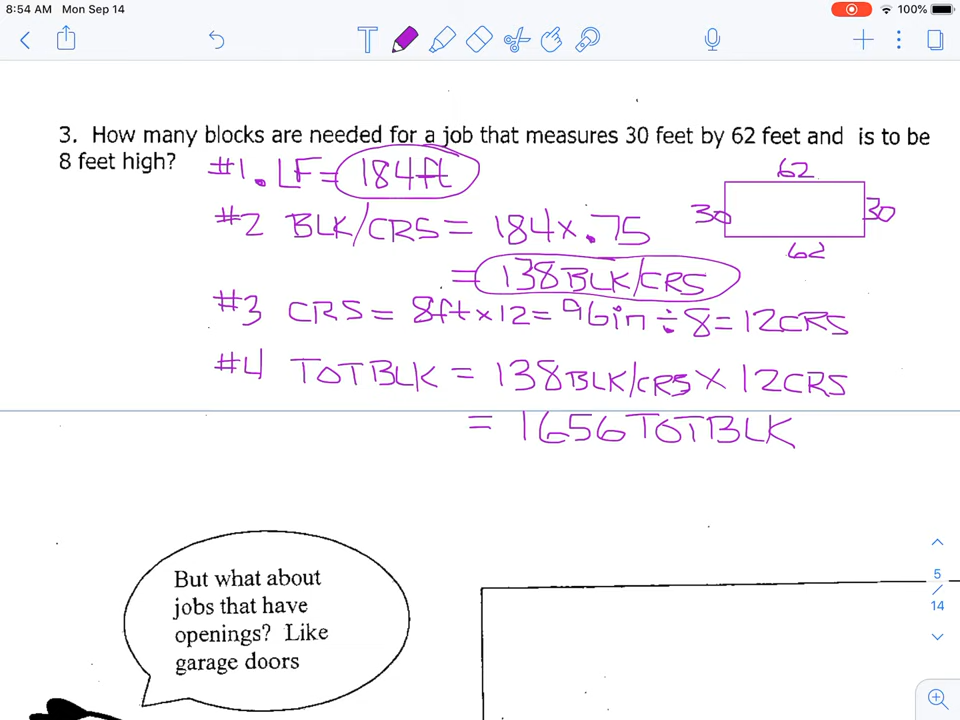 8:54 AM Mon Sep 14
100%
T
3. How many blocks are needed for a job that measures 30 feet by 62 feet and is to be
8 feet high?
#1. LF = 184ft
62
30
30
62
#2 BLK/CRS = 184 x .75
= 138 BLK/CRS
#3 CRS = 8ft x 12 = 96in ÷ 8 = 12CRS
#4 TOTBLK = 138BLK/CRS X 12CRS
= 1656 TOTBLK
But what about
jobs that have
openings? Like
garage doors
5
/
14